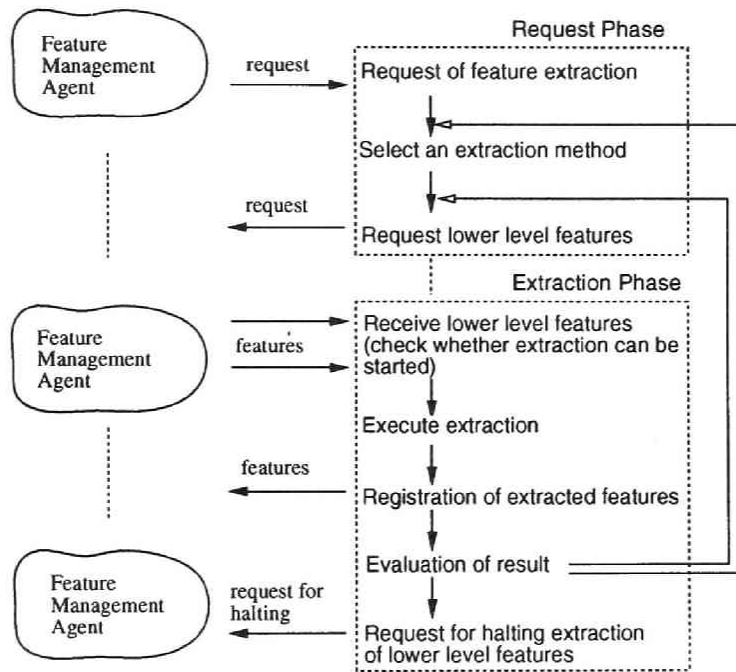 Request Phase
Feature
Management
Agent
request
Request of feature extraction
Select an extraction method
request
Request lower level features
Extraction Phase
Feature
Management
Agent
features
Receive lower level features
(check whether extraction can be
started)
Execute extraction
features
Registration of extracted features
Evaluation of result
Feature
Management
Agent
request for
halting
Request for halting extraction
of lower level features